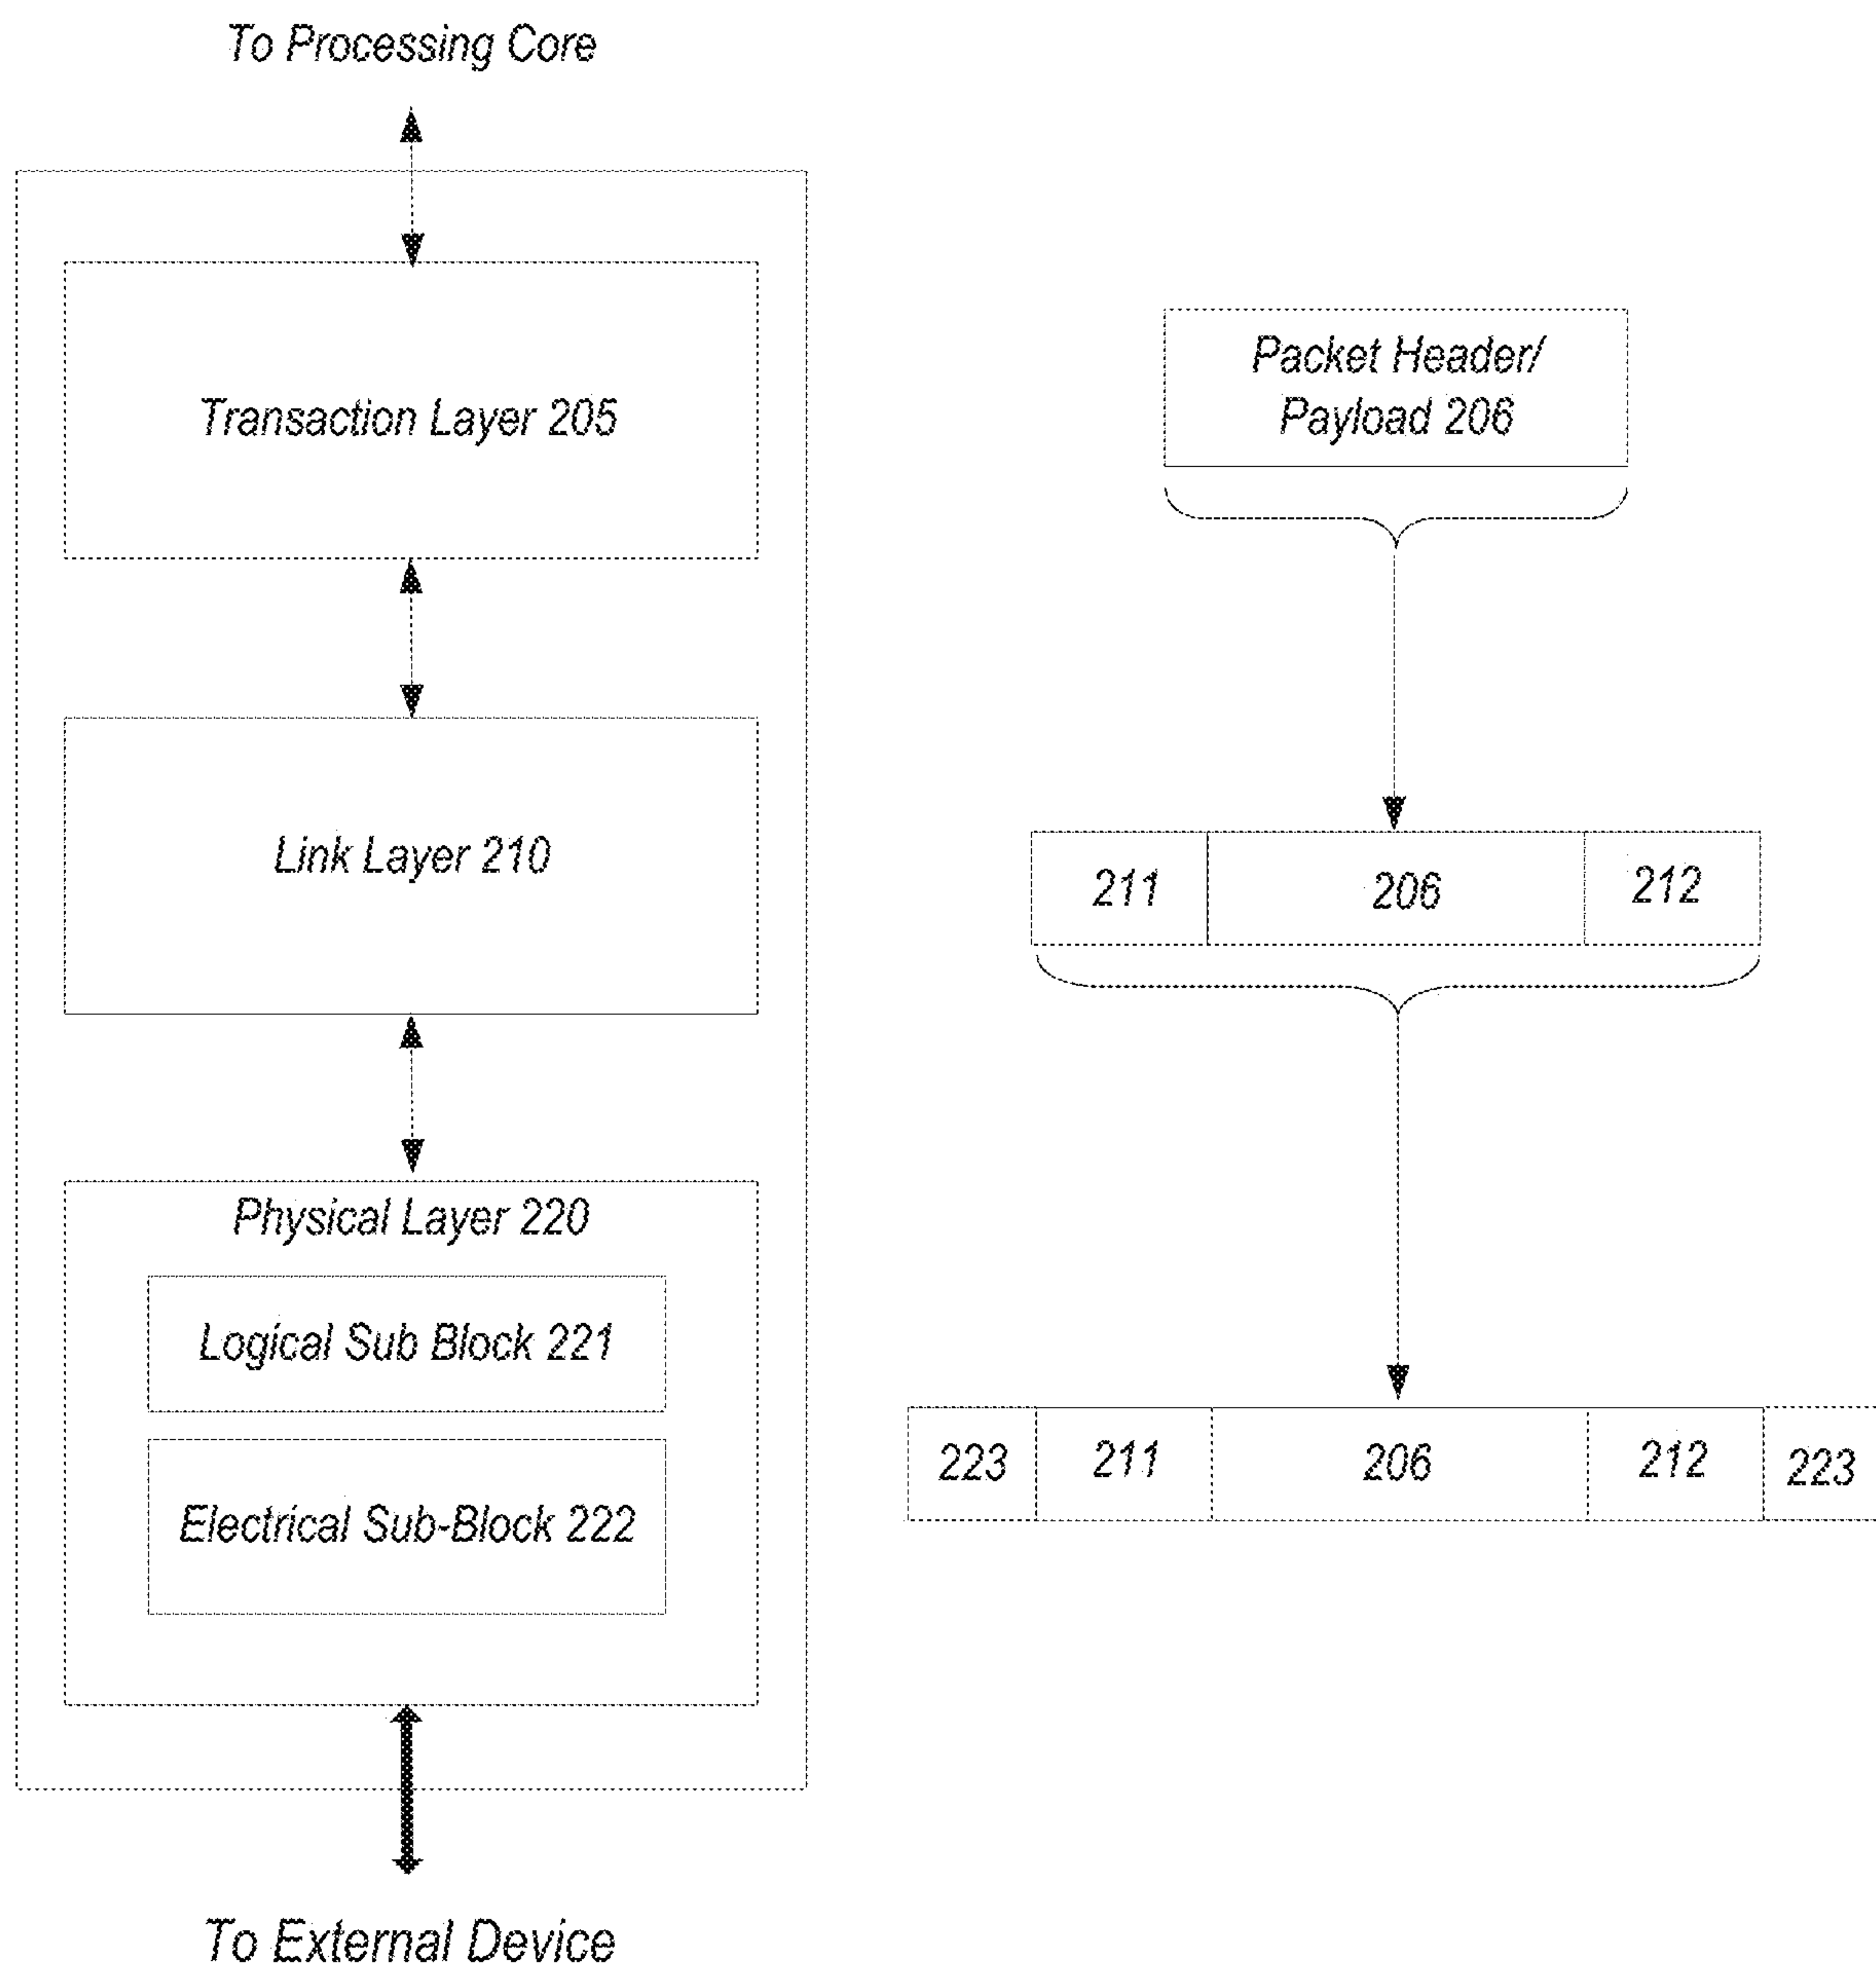 To Processing Core
Transaction Layer 205
Packet Header/
Payload 206
Link Layer 210
211 206 212
Physical Layer 220
Logical Sub Block 221
Electrical Sub-Block 222
223 211 206 212 223
To External Device